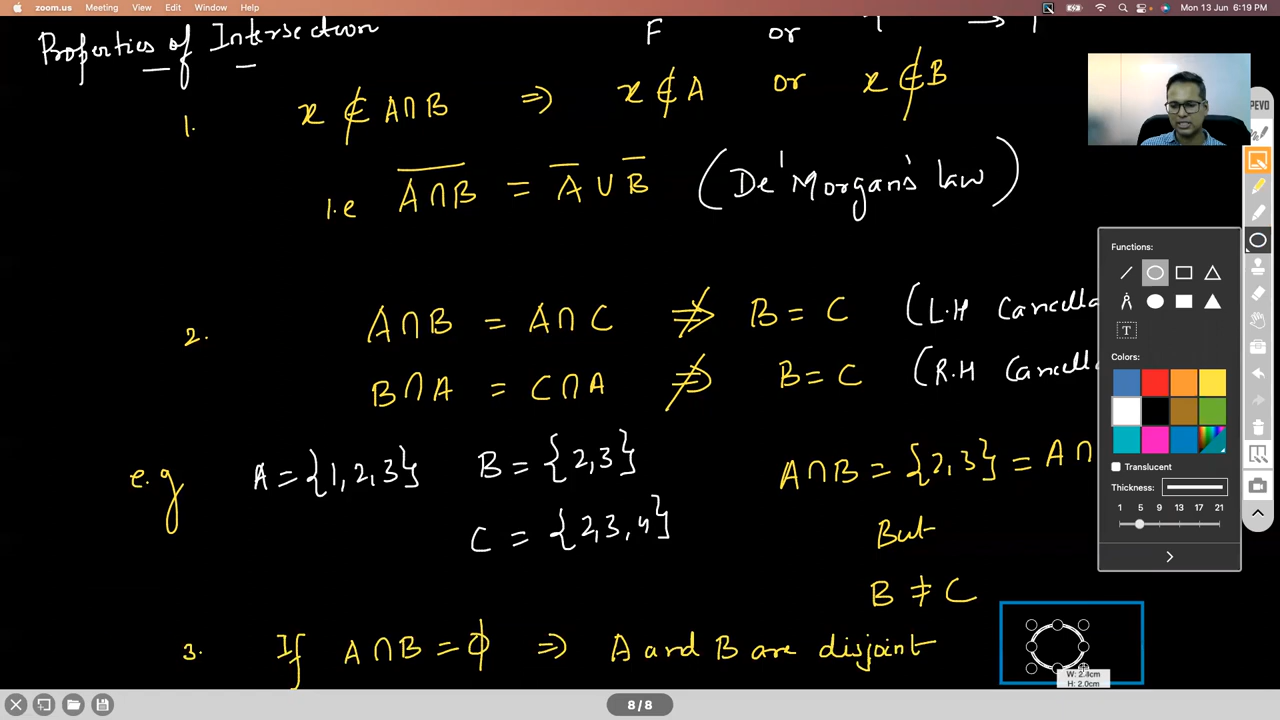 zoom.us Meeting View Edit Window Help Mon 13 Jun 6:19 PM
Properties of Intersection
F or T → T
1. x ∉ A∩B ⇒ x ∉ A or x ∉ B
i.e A̅∩̅B̅ = A̅ ∪ B̅ (De'Morgan's law)
2. A∩B = A∩C ⇏ B = C (L.H Cancella
B∩A = C∩A ⇏ B = C (R.H Cancella
e.g A = {1,2,3} B = {2,3} A∩B = {2,3} = A∩
C = {2,3,4}
But
B ≠ C
3. If A∩B = ϕ ⇒ A and B are disjoint
Functions:
T
Colors:
Translucent
Thickness:
1 5 9 13 17 21
H: 2.0cm
8/8